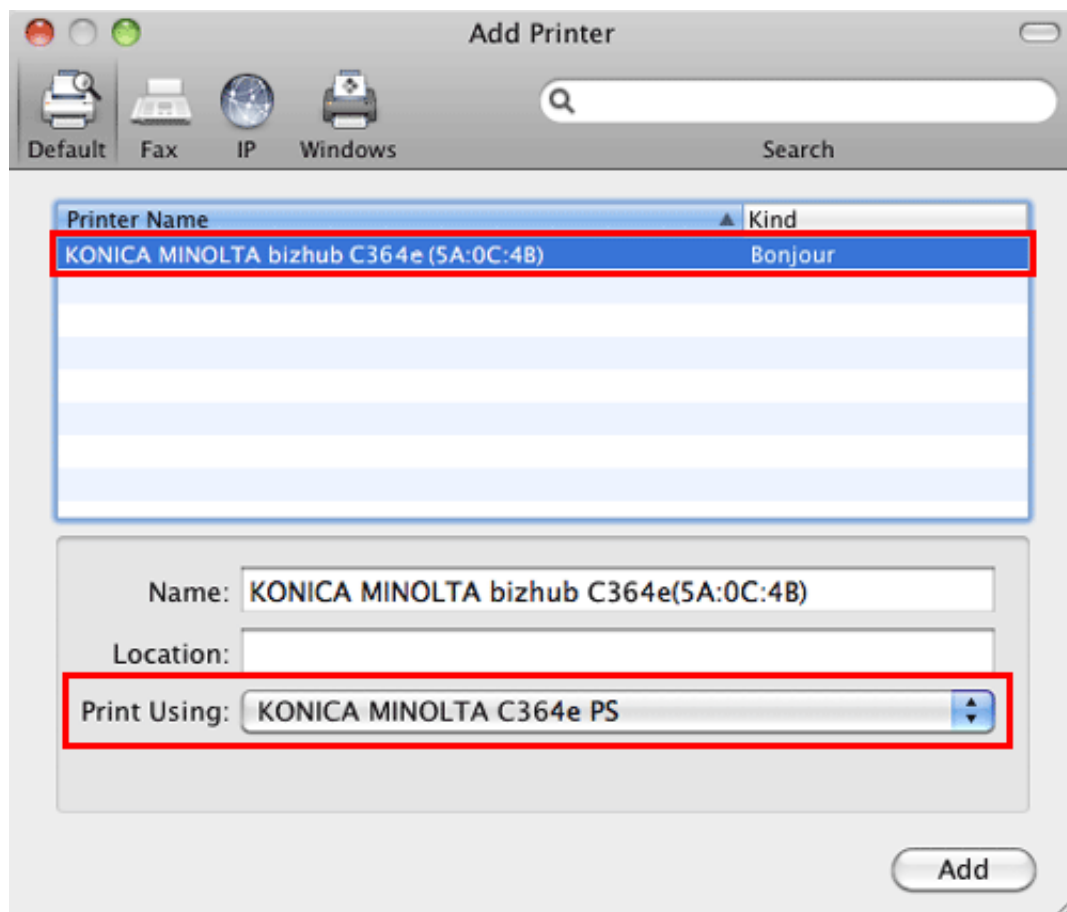 Add Printer
Default Fax IP Windows Search
Printer Name Kind
KONICA MINOLTA bizhub C364e (5A:0C:4B) Bonjour
Name: KONICA MINOLTA bizhub C364e(5A:0C:4B)
Location:
Print Using: KONICA MINOLTA C364e PS
Add